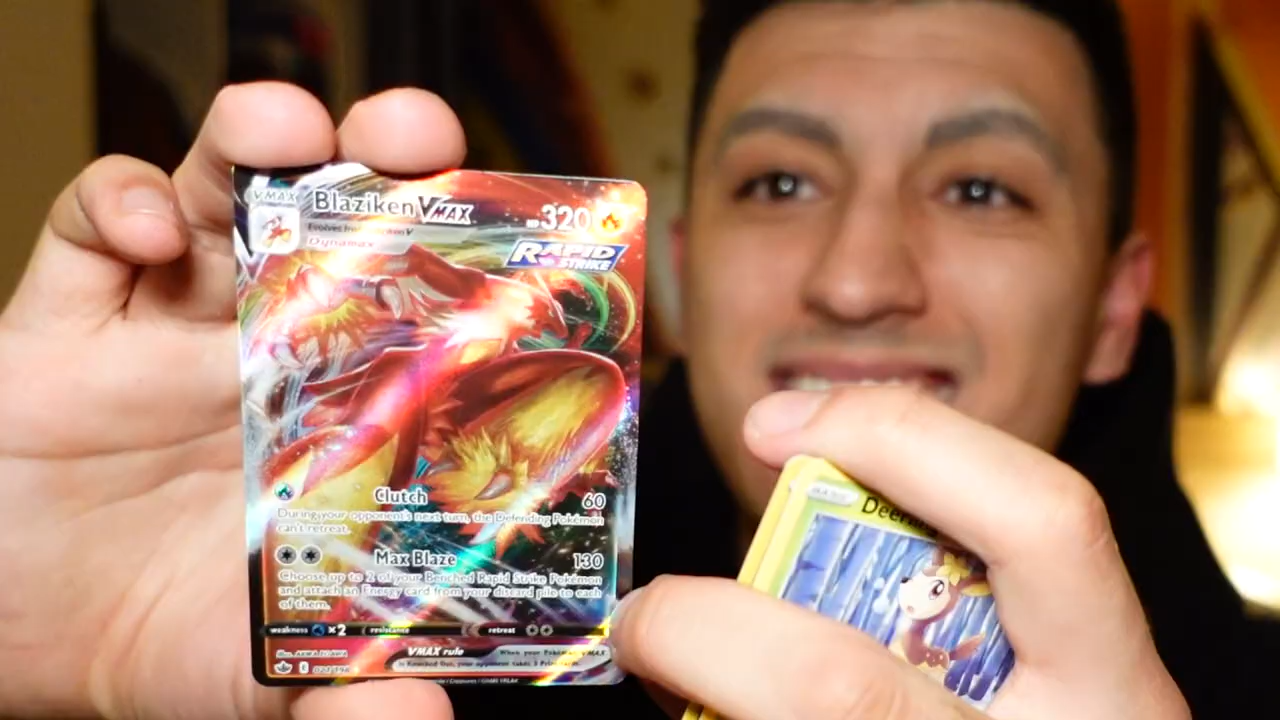 VMAX Blaziken VMAX HP 320
Evolves from Blaziken V
Dynamax
RAPID
STRIKE
Clutch 60
During your opponent's next turn, the Defending Pokémon
can't retreat.
Max Blaze 130
Choose up to 2 of your Benched Rapid Strike Pokémon
and attach an Energy card from your discard pile to each
of them.
weakness ×2 resistance retreat
VMAX rule When your Pokémon VMAX
is Knocked Out, your opponent takes 3 Prize cards.
BASIC